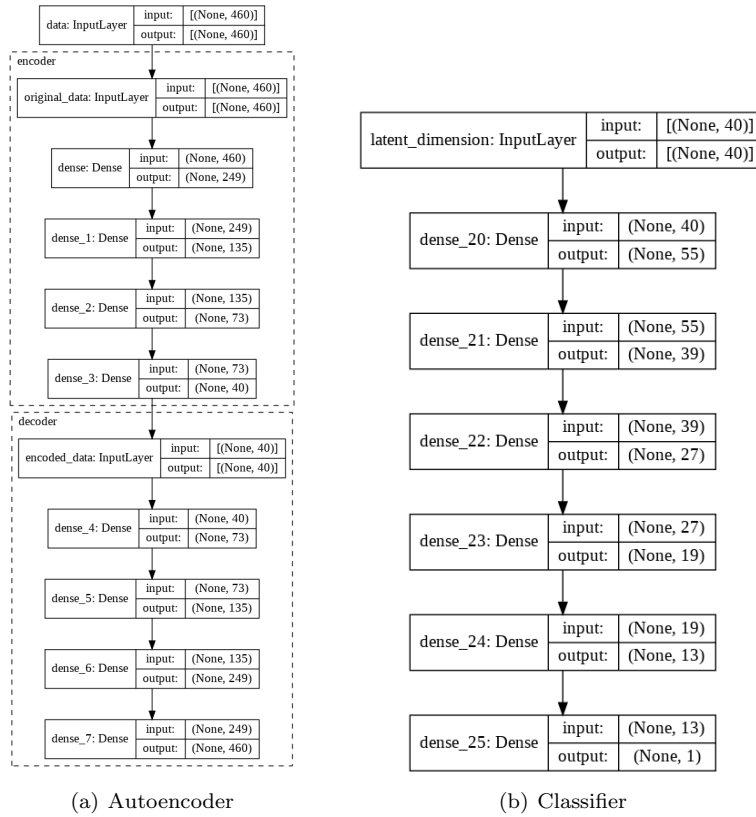 data: InputLayer
input: [(None, 460)]
output: [(None, 460)]
encoder
original_data: InputLayer
input: [(None, 460)]
output: [(None, 460)]
dense: Dense
input: (None, 460)
output: (None, 249)
dense_1: Dense
input: (None, 249)
output: (None, 135)
dense_2: Dense
input: (None, 135)
output: (None, 73)
dense_3: Dense
input: (None, 73)
output: (None, 40)
decoder
encoded_data: InputLayer
input: [(None, 40)]
output: [(None, 40)]
dense_4: Dense
input: (None, 40)
output: (None, 73)
dense_5: Dense
input: (None, 73)
output: (None, 135)
dense_6: Dense
input: (None, 135)
output: (None, 249)
dense_7: Dense
input: (None, 249)
output: (None, 460)
(a) Autoencoder
latent_dimension: InputLayer
input: [(None, 40)]
output: [(None, 40)]
dense_20: Dense
input: (None, 40)
output: (None, 55)
dense_21: Dense
input: (None, 55)
output: (None, 39)
dense_22: Dense
input: (None, 39)
output: (None, 27)
dense_23: Dense
input: (None, 27)
output: (None, 19)
dense_24: Dense
input: (None, 19)
output: (None, 13)
dense_25: Dense
input: (None, 13)
output: (None, 1)
(b) Classifier